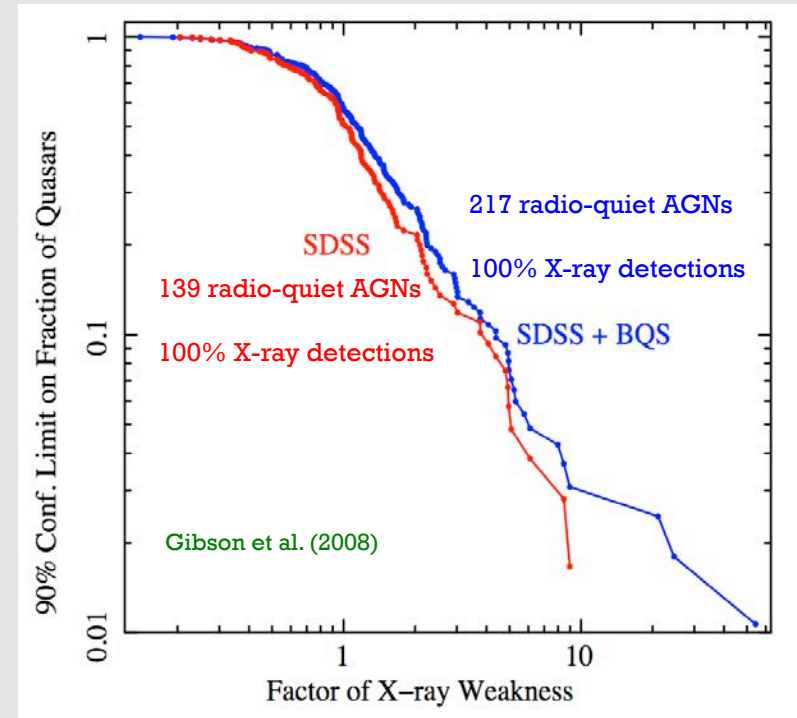 90% Conf. Limit on Fraction of Quasars
1
0.1
0.01
217 radio-quiet AGNs
SDSS
100% X-ray detections
139 radio-quiet AGNs
SDSS + BQS
100% X-ray detections
Gibson et al. (2008)
1
10
Factor of X−ray Weakness